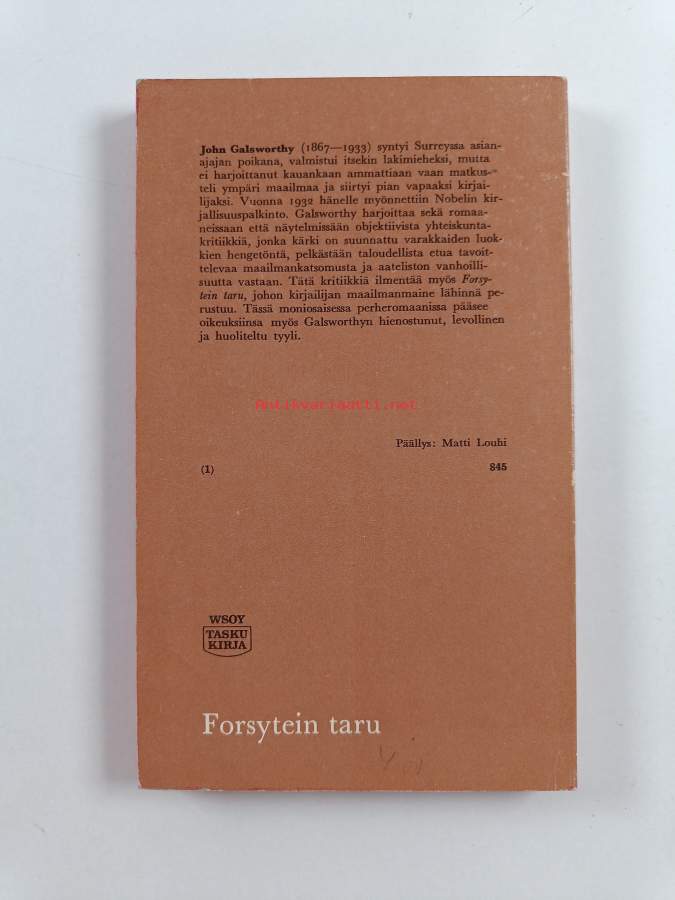 John Galsworthy (1867—1933) syntyi Surreyssa asian-
ajajan poikana, valmistui itsekin lakimieheksi, mutta
ei harjoittanut kauankaan ammattiaan vaan matkus-
teli ympäri maailmaa ja siirtyi pian vapaaksi kirjai-
lijaksi. Vuonna 1932 hänelle myönnettiin Nobelin kir-
jallisuuspalkinto. Galsworthy harjoittaa sekä romaa-
neissaan että näytelmissään objektiivista yhteiskunta-
kritiikkiä, jonka kärki on suunnattu varakkaiden luok-
kien hengetöntä, pelkästään taloudellista etua tavoit-
televaa maailmankatsomusta ja aateliston vanhoilli-
suutta vastaan. Tätä kritiikkiä ilmentää myös Forsy-
tein taru, johon kirjailijan maailmanmaine lähinnä pe-
rustuu. Tässä moniosaisessa perheromaanissa pääsee
oikeuksiinsa myös Galsworthyn hienostunut, levollinen
ja huoliteltu tyyli.
Antikvariaatti.net
Päällys: Matti Louhi
(1) 845
WSOY
TASKU
KIRJA
Forsytein taru